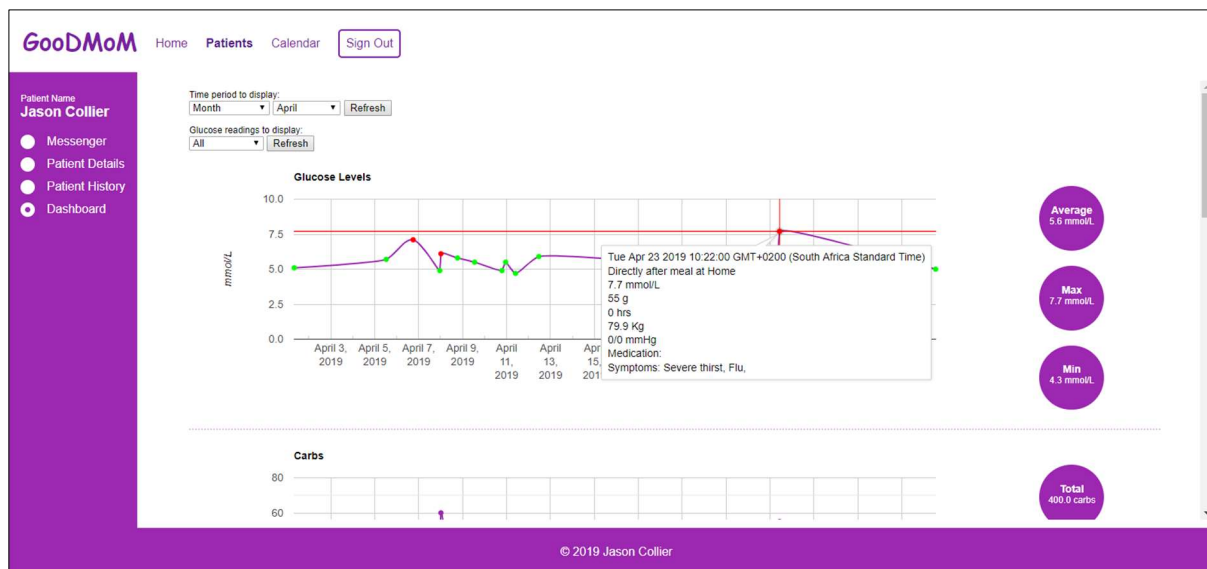 GooDMoM
Home Patients Calendar Sign Out
Patient Name
Jason Collier
Messenger
Patient Details
Patient History
Dashboard
Time period to display:
Month April Refresh
Glucose readings to display:
All Refresh
Glucose Levels
mmol/L
10.0
7.5
5.0
2.5
0.0
April 3, 2019
April 5, 2019
April 7, 2019
April 9, 2019
April 11, 2019
April 13, 2019
Tue Apr 23 2019 10:22:00 GMT+0200 (South Africa Standard Time)
Directly after meal at Home
7.7 mmol/L
55 g
0 hrs
79.9 Kg
0/0 mmHg
Medication:
Symptoms: Severe thirst, Flu,
Average
5.6 mmol/L
Max
7.7 mmol/L
Min
4.3 mmol/L
Carbs
80
60
Total
400.0 carbs
© 2019 Jason Collier